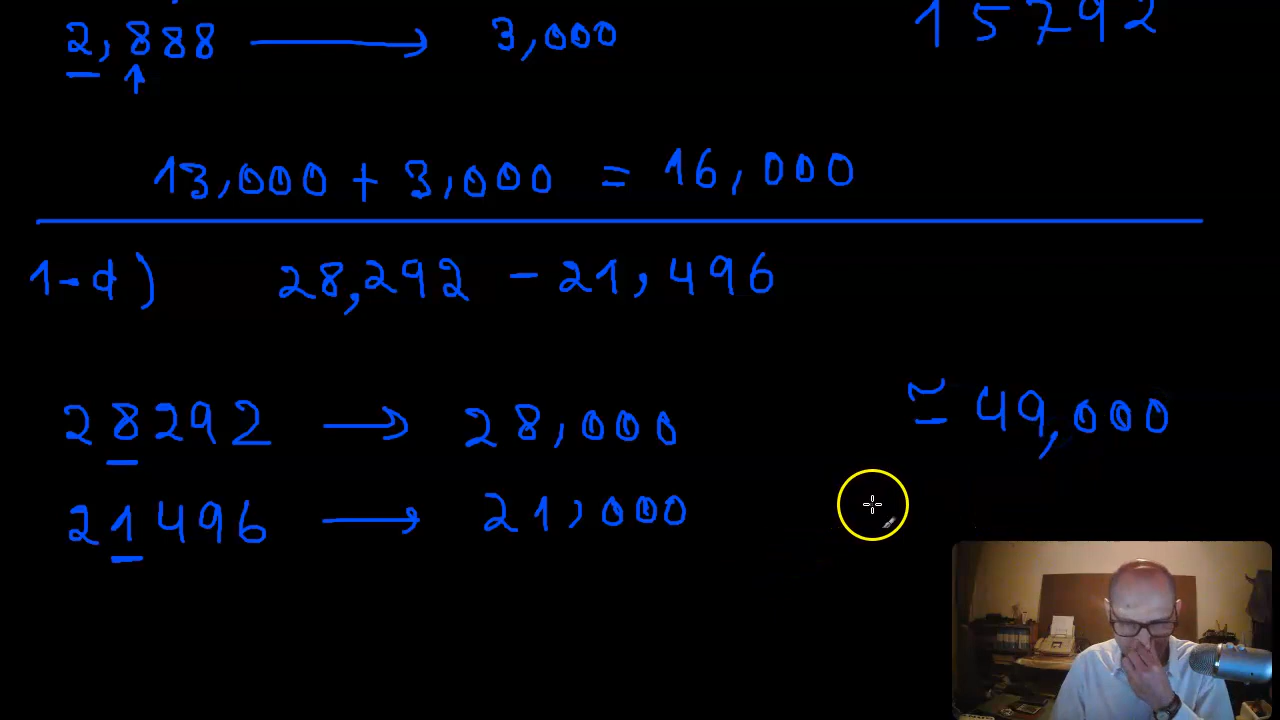 2,888 → 3,000
15792
13,000 + 3,000 = 16,000
1-d) 28,292 - 21,496
28292 → 28,000
≅ 49,000
21496 → 21,000